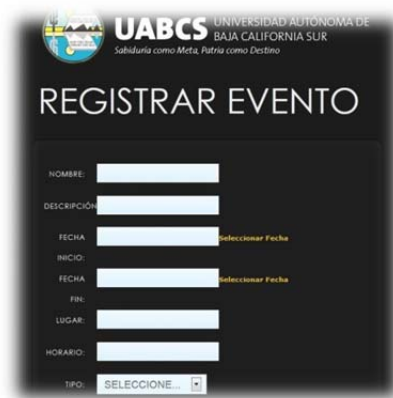 UABCS UNIVERSIDAD AUTÓNOMA DE
BAJA CALIFORNIA SUR
Sabiduría como Meta, Patria como Destino
REGISTRAR EVENTO
NOMBRE:
DESCRIPCIÓN
FECHA Seleccionar Fecha
INICIO:
FECHA Seleccionar Fecha
FIN:
LUGAR:
HORARIO:
TIPO: SELECCIONE...